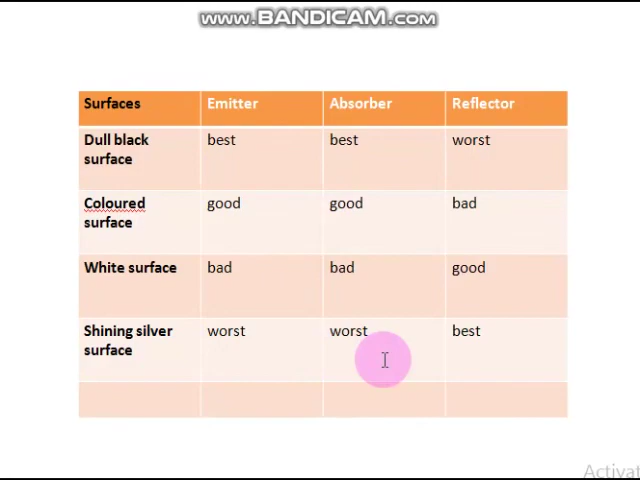 www.BANDICAM.com
Surfaces Emitter Absorber Reflector
Dull black best best worst
surface
Coloured good good bad
surface
White surface bad bad good
Shining silver worst worst best
surface
Activat